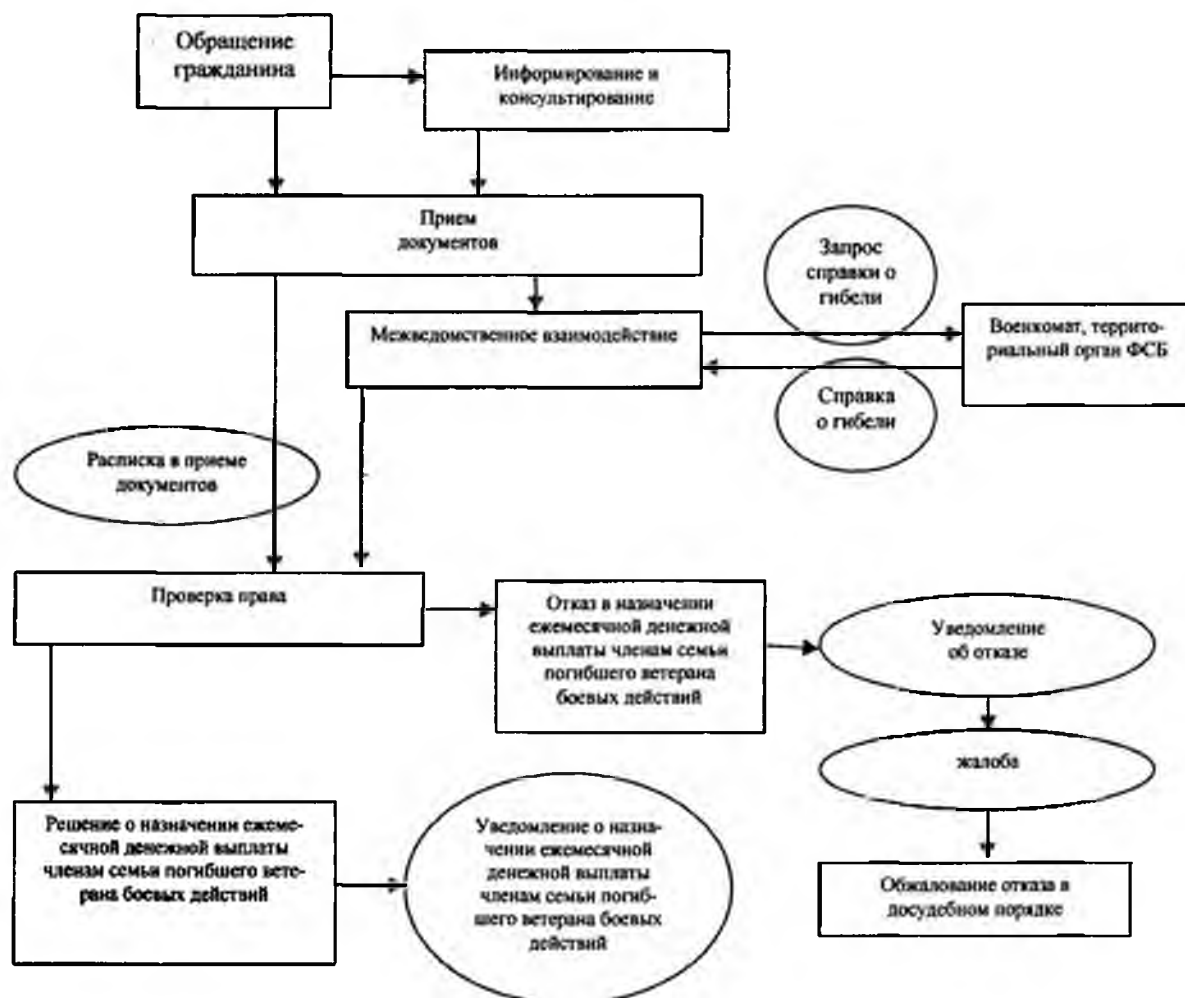 Обращение
гражданина
Информирование и
консультирование
Прием
документов
Запрос
справки о
гибели
Межведомственное взаимодействие
Военкомат, террито-
риальный орган ФСБ
Справка
о гибели
Расписка в приеме
документов
Проверка права
Отказ в назначении
ежемесячной денежной
выплаты членам семьи
погибшего ветерана
боевых действий
Уведомление
об отказе
жалоба
Решение о назначении ежеме-
сячной денежной выплаты
членам семьи погибшего вете-
рана боевых действий
Уведомление о назна-
чении ежемесячной
денежной выплаты
членам семьи погиб-
шего ветерана боевых
действий
Обжалование отказа в
досудебном порядке